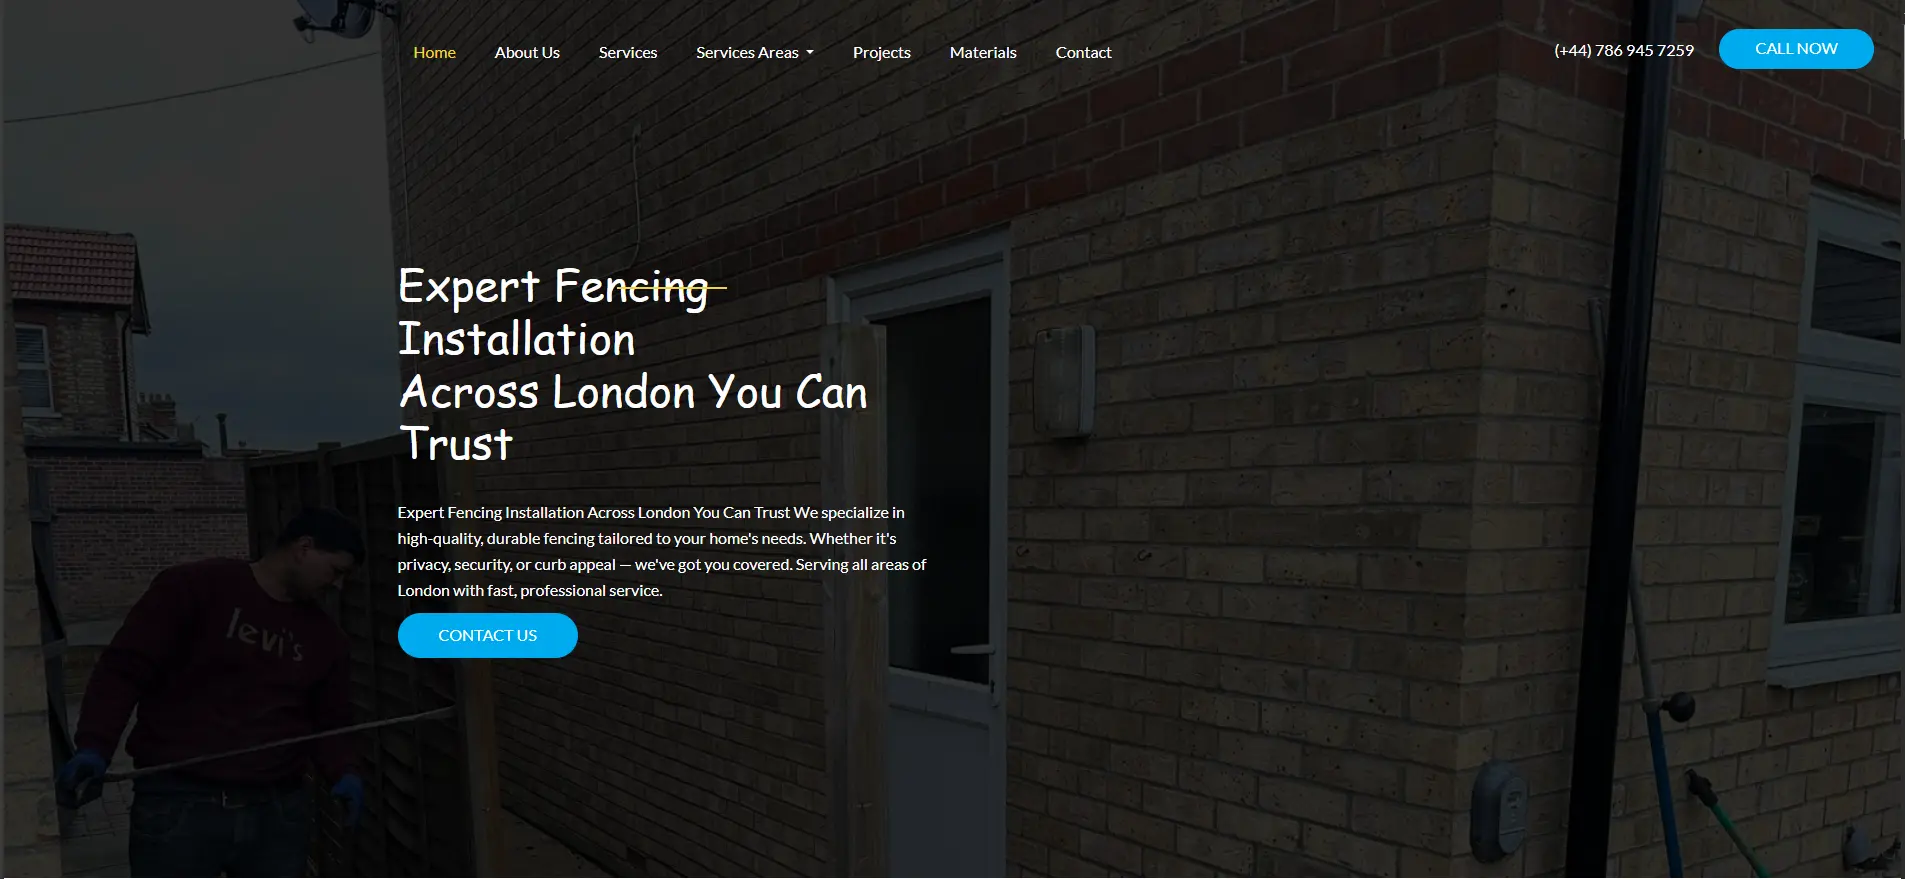 Home About Us Services Services Areas Projects Materials Contact (+44) 786 945 7259 CALL NOW
Expert Fencing
Installation
Across London You Can
Trust
Expert Fencing Installation Across London You Can Trust We specialize in
high-quality, durable fencing tailored to your home's needs. Whether it's
privacy, security, or curb appeal — we've got you covered. Serving all areas of
London with fast, professional service.
CONTACT US
levi's